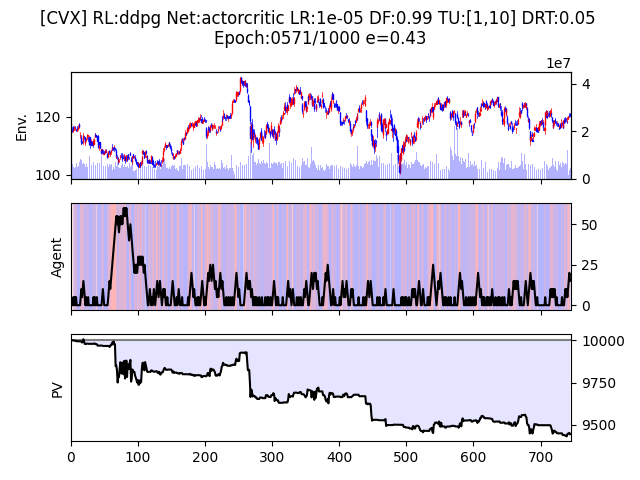 [CVX] RL:ddpg Net:actorcritic LR:1e-05 DF:0.99 TU:[1,10] DRT:0.05
Epoch:0571/1000 e=0.43
1e7
Env.
120
100
4
2
0
Agent
50
25
0
PV
10000
9750
9500
0 100 200 300 400 500 600 700